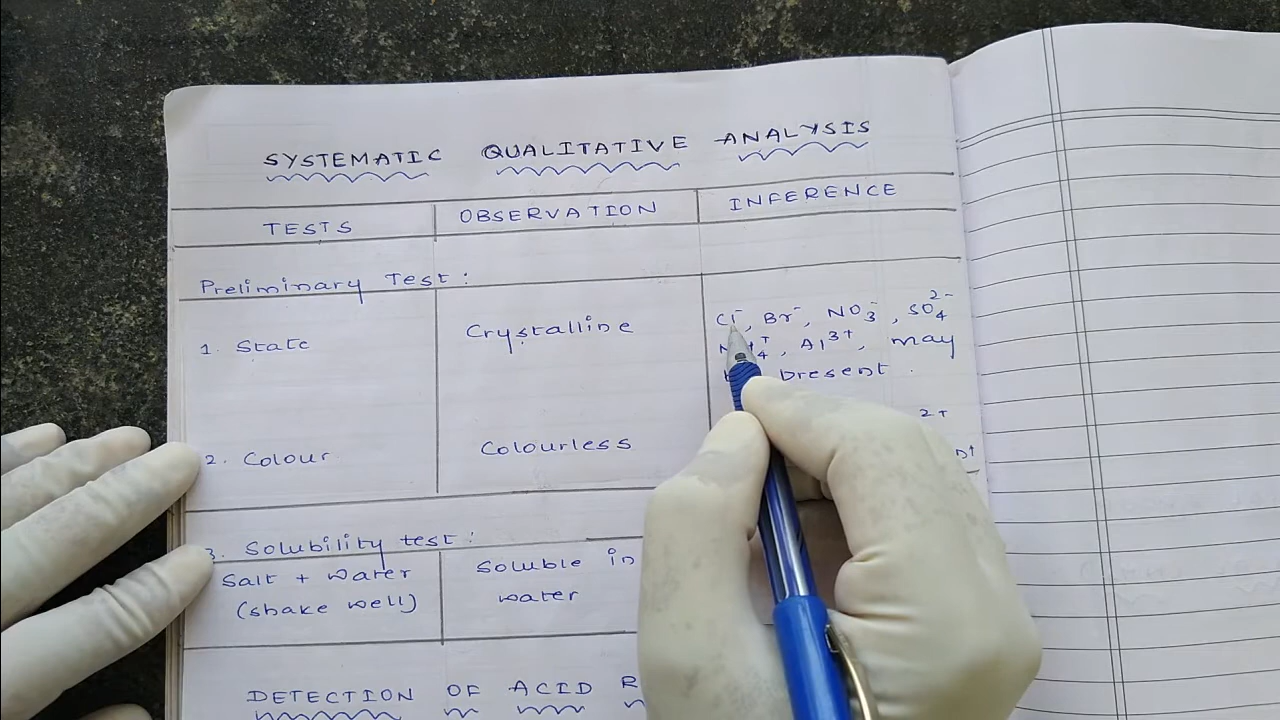 SYSTEMATIC QUALITATIVE ANALYSIS
TESTS OBSERVATION INFERENCE
Preliminary Test:
1. State Crystalline Cl⁻, Br⁻, NO₃⁻, SO₄²⁻
Al³⁺, may
present.
2. Colour Colourless 2+
3. Solubility test:
Salt + water Soluble in
(shake well) water
DETECTION OF ACID